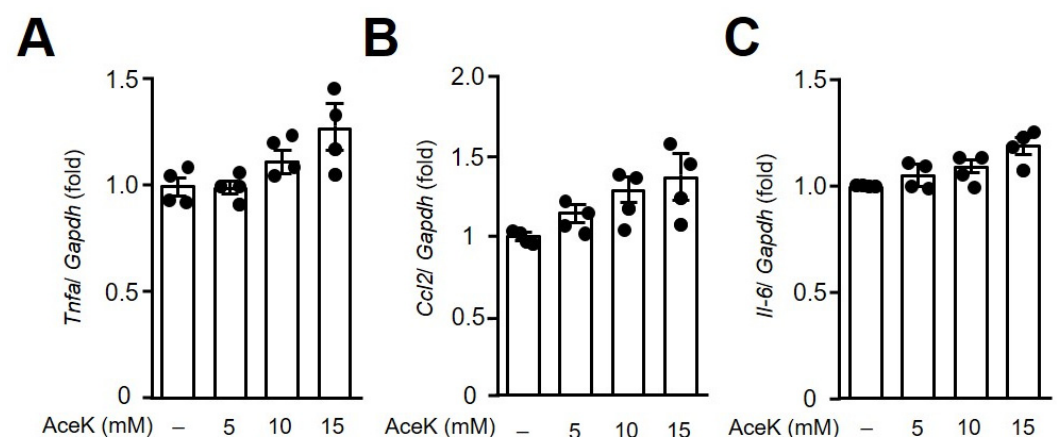 A
Tnfa/ Gapdh (fold)
1.5
1.0
0.5
0
AceK (mM) – 5 10 15
B
Ccl2/ Gapdh (fold)
2.0
1.5
1
0.5
0
AceK (mM) – 5 10 15
C
Il-6/ Gapdh (fold)
1.5
1.0
0.5
0
AceK (mM) – 5 10 15